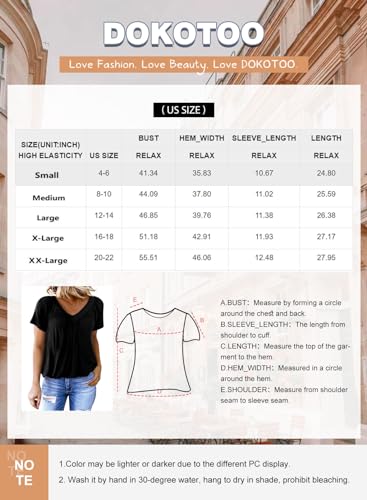 DOKOTOO
Love Fashion. Love Beauty. Love DOKOTOO.
( US SIZE )
SIZE(UNIT:INCH) HIGH ELASTICITY US SIZE BUST RELAX HEM_WIDTH RELAX SLEEVE_LENGTH RELAX LENGTH RELAX
Small 4-6 41.34 35.83 10.67 24.80
Medium 8-10 44.09 37.80 11.02 25.59
Large 12-14 46.85 39.76 11.38 26.38
X-Large 16-18 51.18 42.91 11.93 27.17
XX-Large 20-22 55.51 46.06 12.48 27.95
E
A
B
C
D
A.BUST: Measure by forming a circle
around the chest and back.
B.SLEEVE_LENGTH: The length from
shoulder to cuff.
C.LENGTH: Measure the top of the gar-
ment to the hem.
D.HEM_WIDTH: Measured in a circle
around the hem.
E.SHOULDER: Measure from shoulder
seam to sleeve seam.
NO
TE
NO
TE
1.Color may be lighter or darker due to the different PC display.
2. Wash it by hand in 30-degree water, hang to dry in shade, prohibit bleaching.